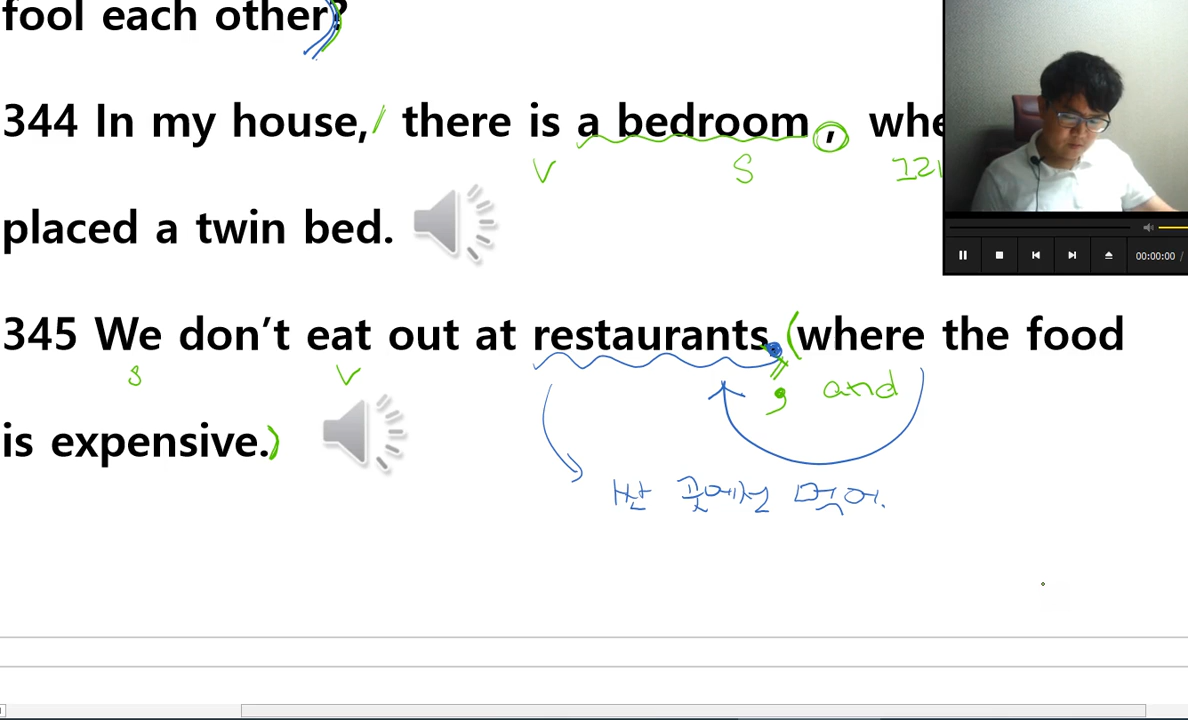 fool each other?
344 In my house, / there is a bedroom, whe
V S
placed a twin bed.
00:00:00 /
345 We don't eat out at restaurants, (where the food
S V , and
is expensive.)
싼 곳에서 먹어.